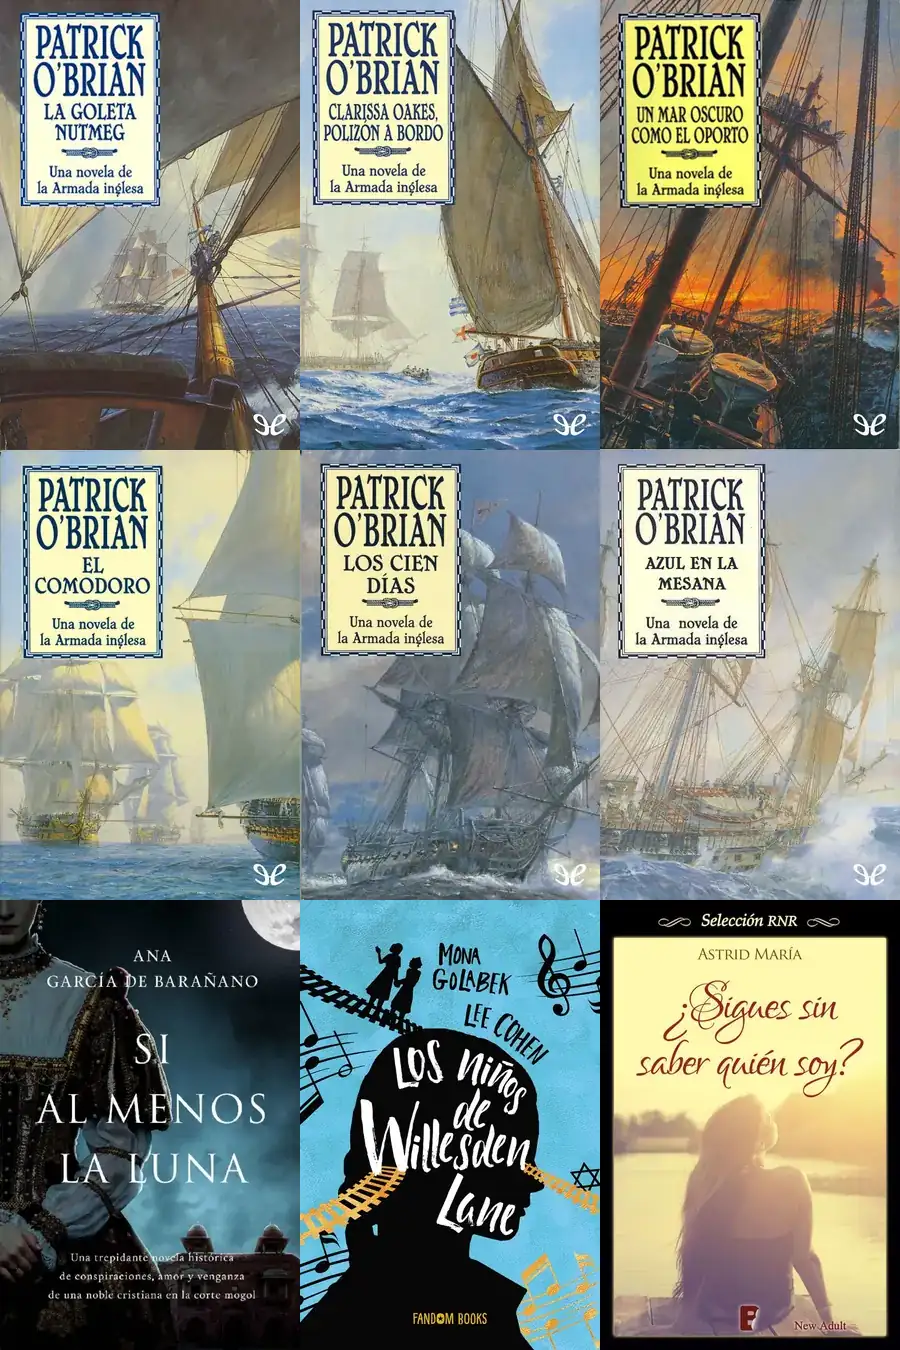 PATRICK
O'BRIAN
LA GOLETA
NUTMEG
Una novela de
la Armada inglesa
PATRICK
O'BRIAN
CLARISSA OAKES,
POLIZÓN A BORDO
Una novela de
la Armada inglesa
PATRICK
O'BRIAN
UN MAR OSCURO
COMO EL OPORTO
Una novela de
la Armada inglesa
PATRICK
O'BRIAN
EL
COMODORO
Una novela de
la Armada inglesa
PATRICK
O'BRIAN
LOS CIEN
DÍAS
Una novela de
la Armada inglesa
PATRICK
O'BRIAN
AZUL EN LA
MESANA
Una novela de
la Armada inglesa
ANA
GARCÍA DE BARAÑANO
SI
AL MENOS
LA LUNA
Una trepidante novela histórica
de conspiraciones, amor y venganza
de una noble cristiana en la corte mogol
MONA
GOLABEK
LEE COHEN
LOS niños
de
Willesden
Lane
FANDOM BOOKS
Selección RNR
ASTRID MARÍA
¿Sigues sin
saber quién soy?
B
New Adult